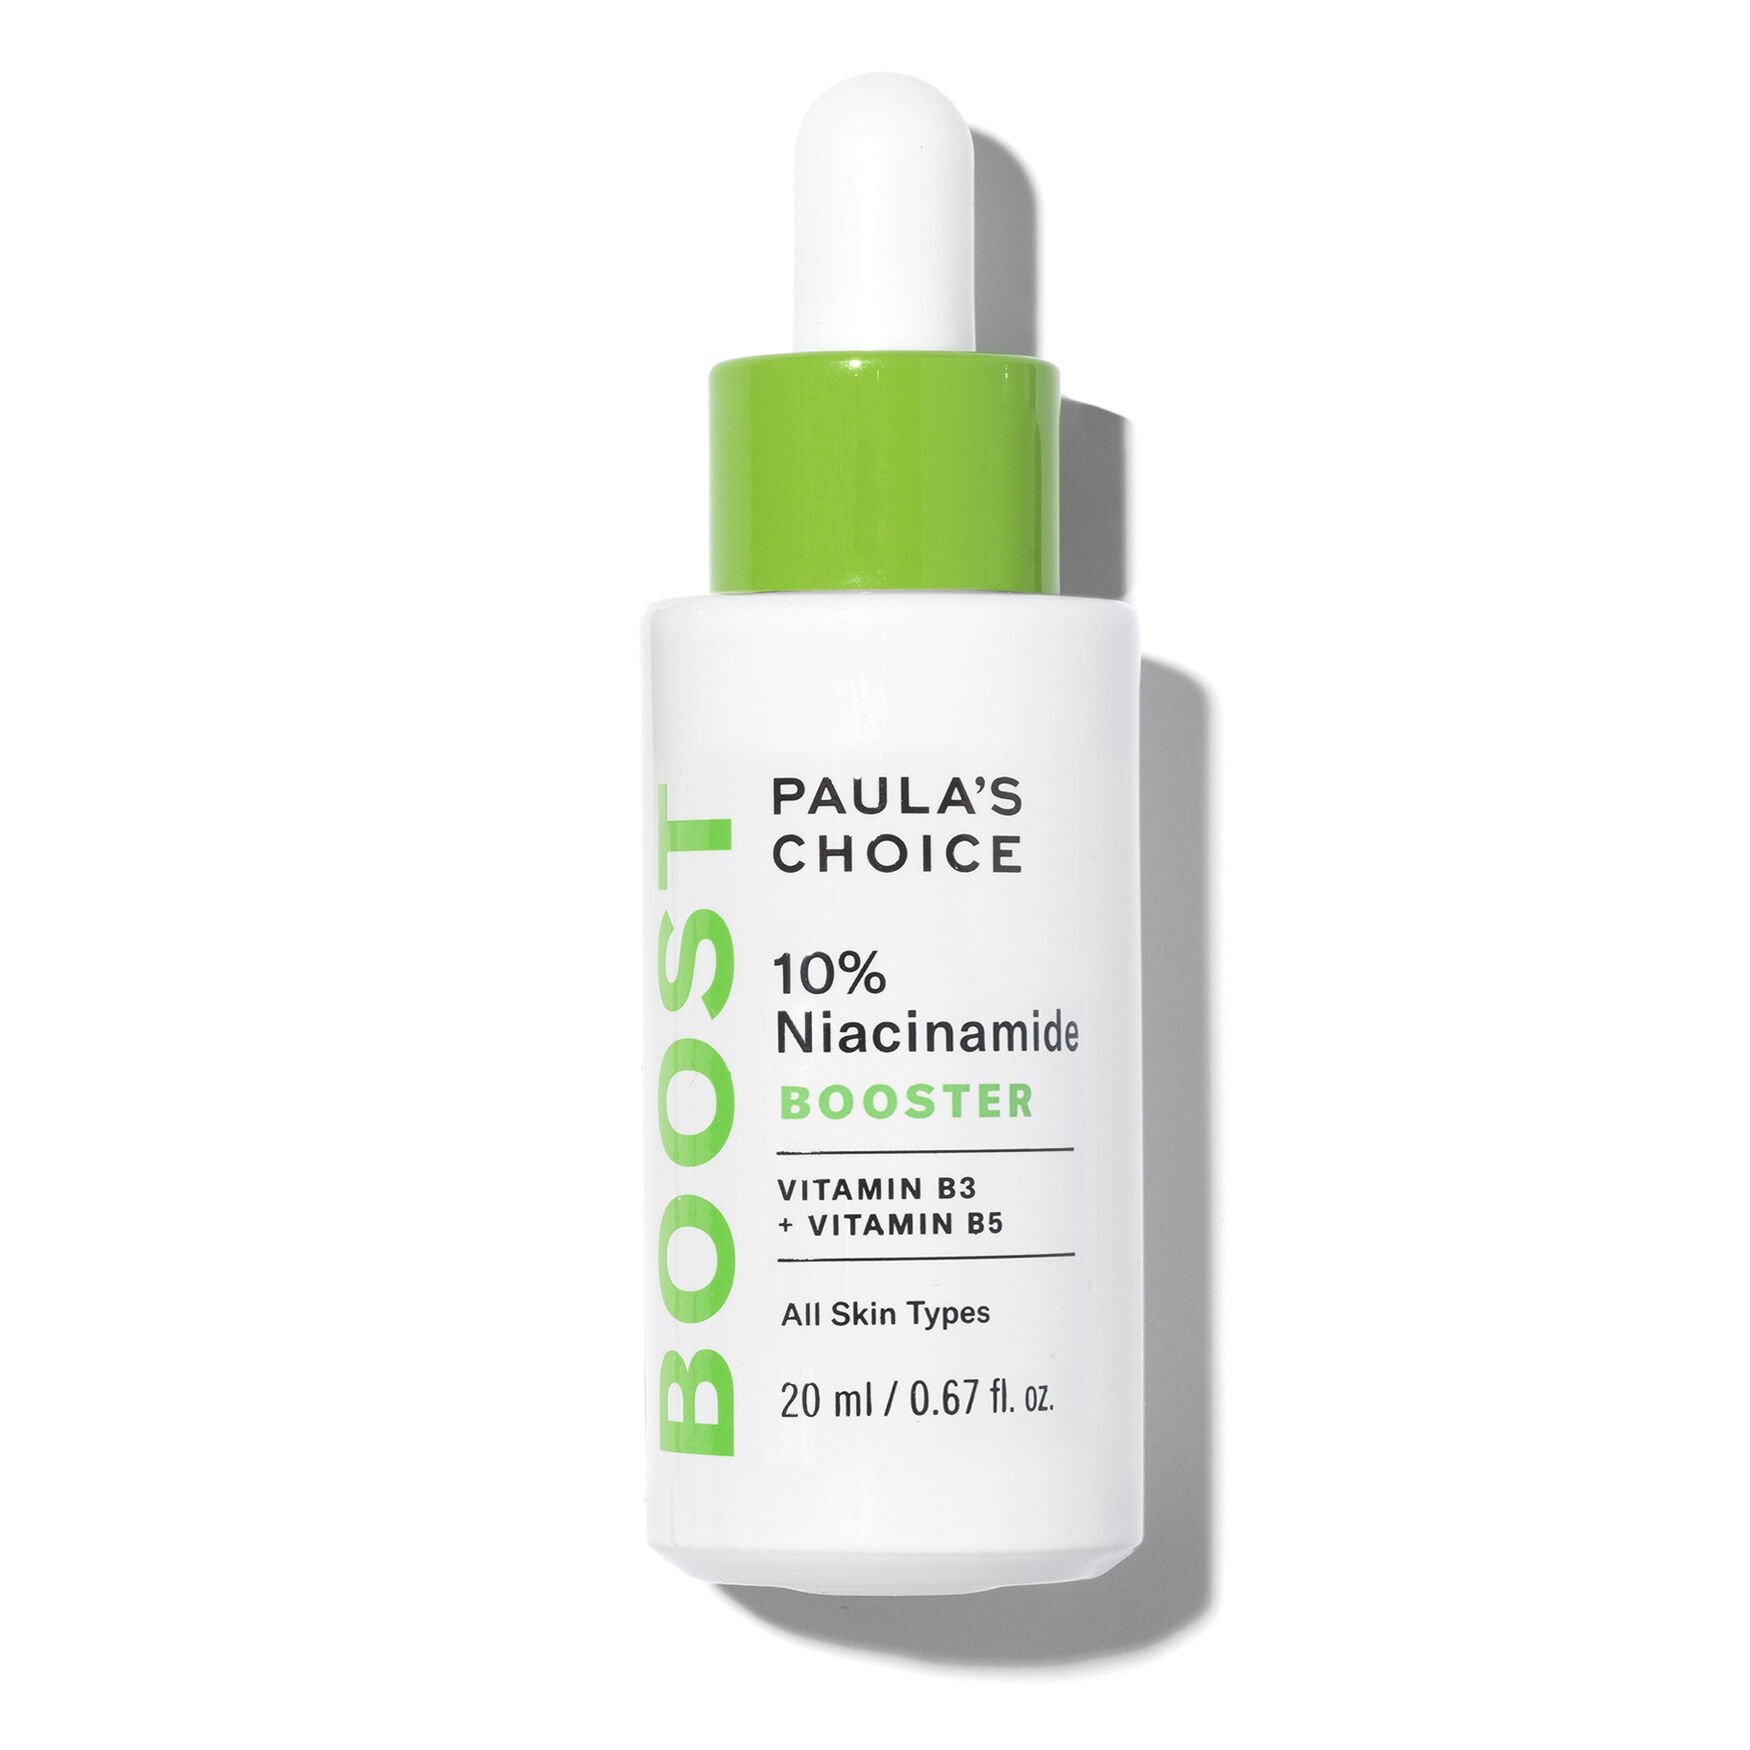 BOOST
PAULA'S
CHOICE
10%
Niacinamide
BOOSTER
VITAMIN B3
+ VITAMIN B5
All Skin Types
20 ml / 0.67 fl. oz.